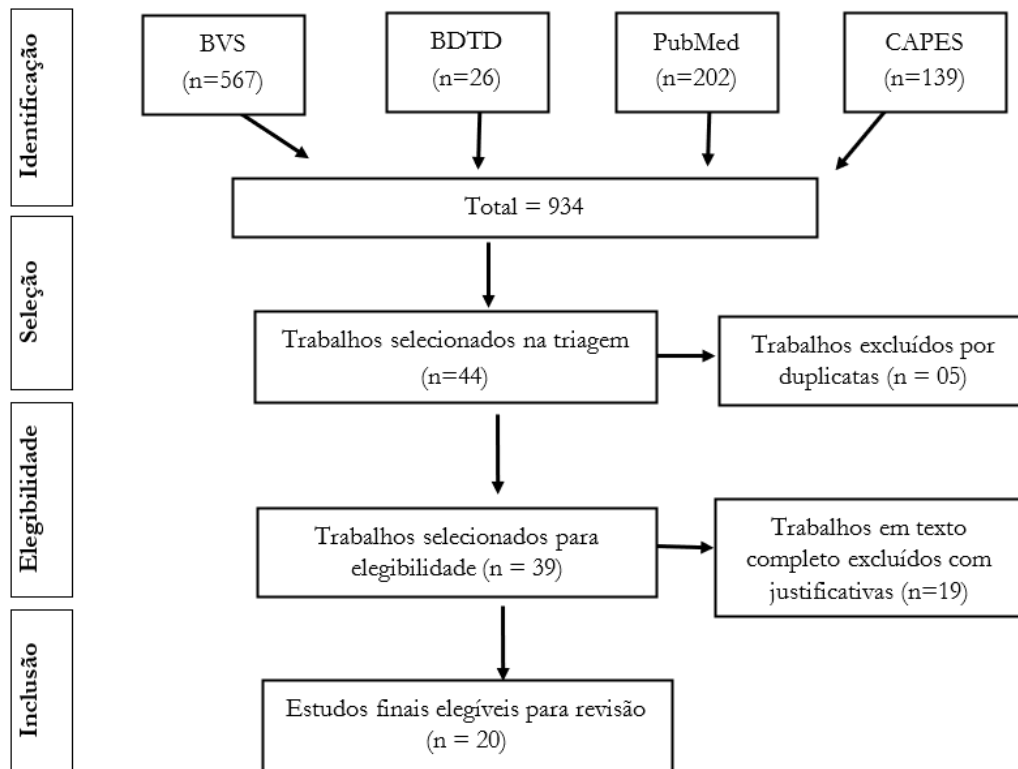 Identificação
BVS
(n=567)
BDTD
(n=26)
PubMed
(n=202)
CAPES
(n=139)
Total = 934
Seleção
Trabalhos selecionados na triagem
(n=44)
Trabalhos excluídos por
duplicatas (n = 05)
Elegibilidade
Trabalhos selecionados para
elegibilidade (n = 39)
Trabalhos em texto
completo excluídos com
justificativas (n=19)
Inclusão
Estudos finais elegíveis para revisão
(n = 20)